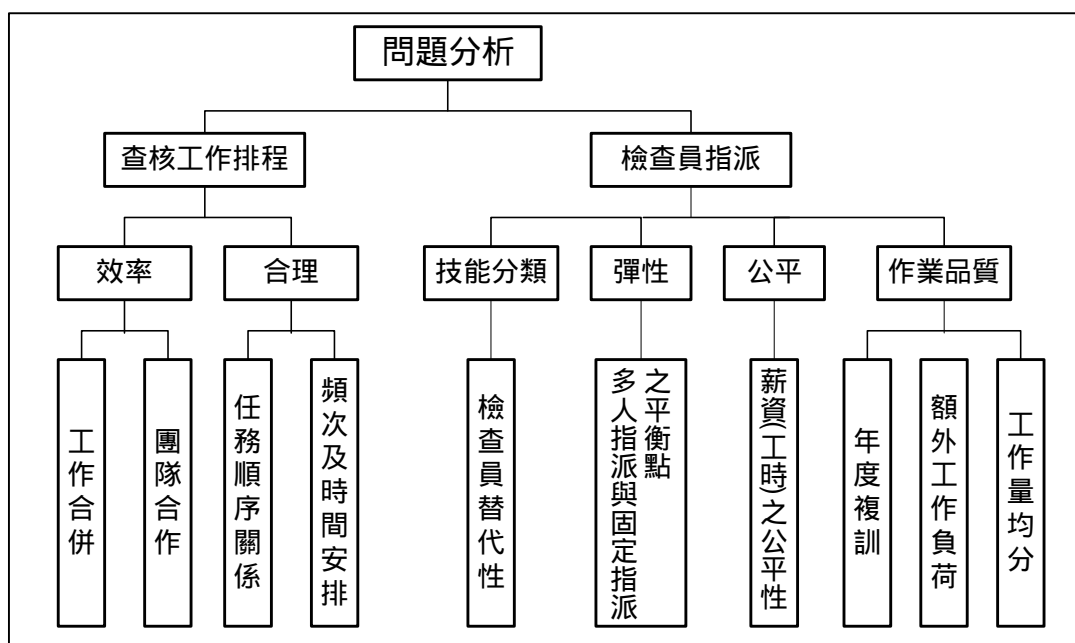 問題分析
查核工作排程
檢查員指派
效率
合理
技能分類
彈性
公平
作業品質
工作合併
團隊合作
任務順序關係
頻次及時間安排
檢查員替代性
多人指派與固定指派
之平衡點
薪資(工時)之公平性
年度複訓
額外工作負荷
工作量均分